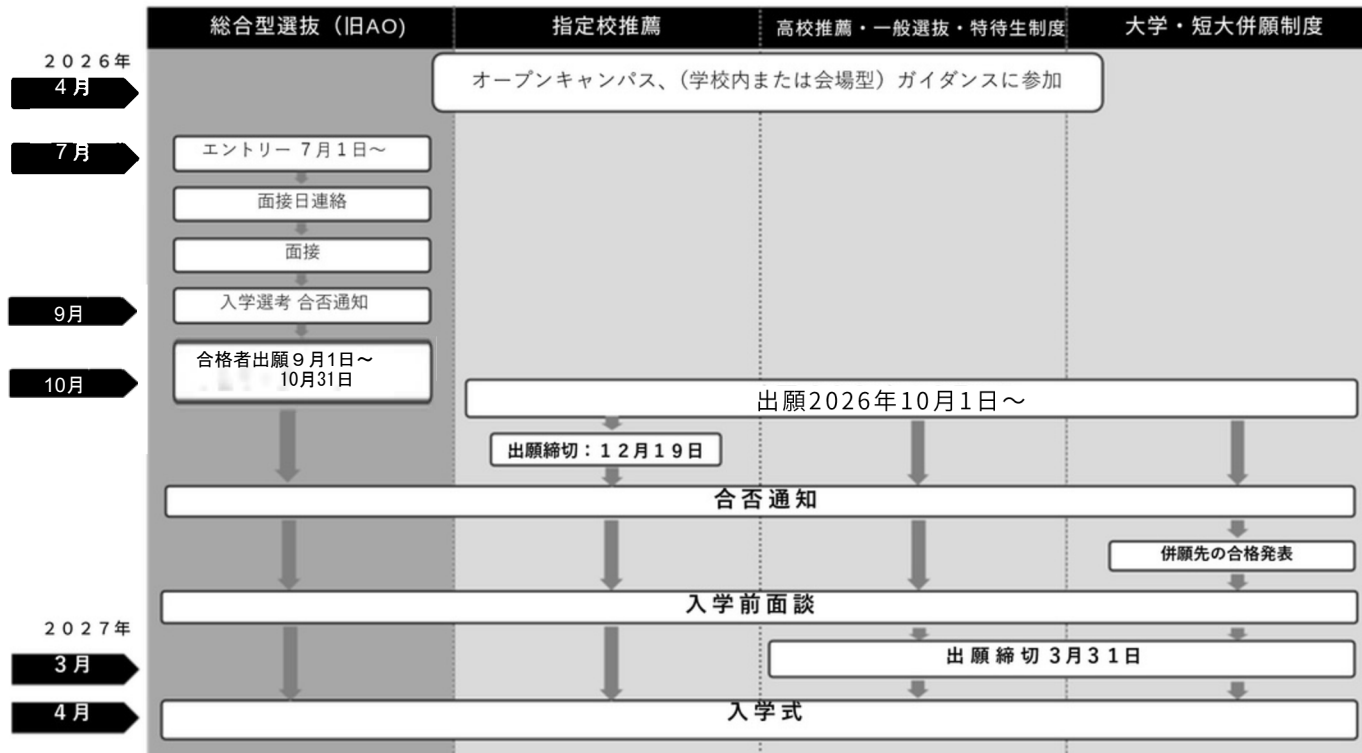 総合型選抜（旧AO)
指定校推薦
高校推薦・一般選抜・特待生制度
大学・短大併願制度
２０２６年
４月
オープンキャンパス、（学校内または会場型）ガイダンスに参加
７月
エントリー ７月１日～
面接日連絡
面接
９月
入学選考 合否通知
合格者出願９月1日～
10月31日
10月
出願2026年10月1日～
出願締切：１２月１９日
合否通知
併願先の合格発表
入学前面談
２０２７年
３月
出願締切 3月３１日
４月
入学式